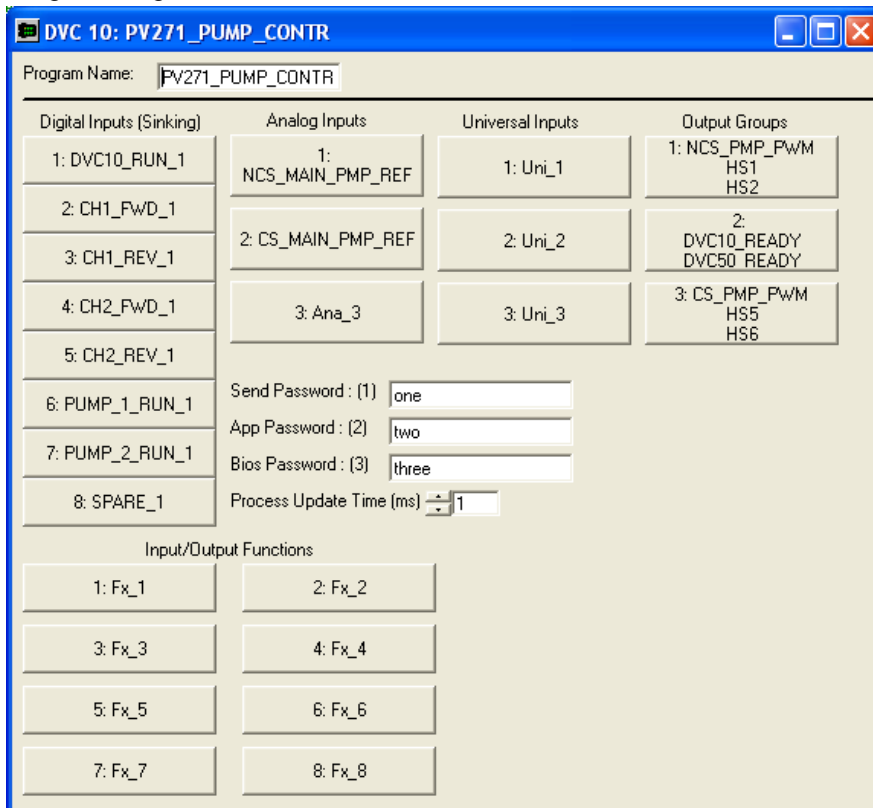 DVC 10: PV271_PUMP_CONTR
Program Name: PV271_PUMP_CONTR
Digital Inputs (Sinking)
1: DVC10_RUN_1
2: CH1_FWD_1
3: CH1_REV_1
4: CH2_FWD_1
5: CH2_REV_1
6: PUMP_1_RUN_1
7: PUMP_2_RUN_1
8: SPARE_1
Analog Inputs
1:
NCS_MAIN_PMP_REF
2: CS_MAIN_PMP_REF
3: Ana_3
Universal Inputs
1: Uni_1
2: Uni_2
3: Uni_3
Output Groups
1: NCS_PMP_PWM
HS1
HS2
2:
DVC10_READY
DVC50_READY
3: CS_PMP_PWM
HS5
HS6
Send Password : (1) one
App Password : (2) two
Bios Password : (3) three
Process Update Time (ms) 1
Input/Output Functions
1: Fx_1
2: Fx_2
3: Fx_3
4: Fx_4
5: Fx_5
6: Fx_6
7: Fx_7
8: Fx_8